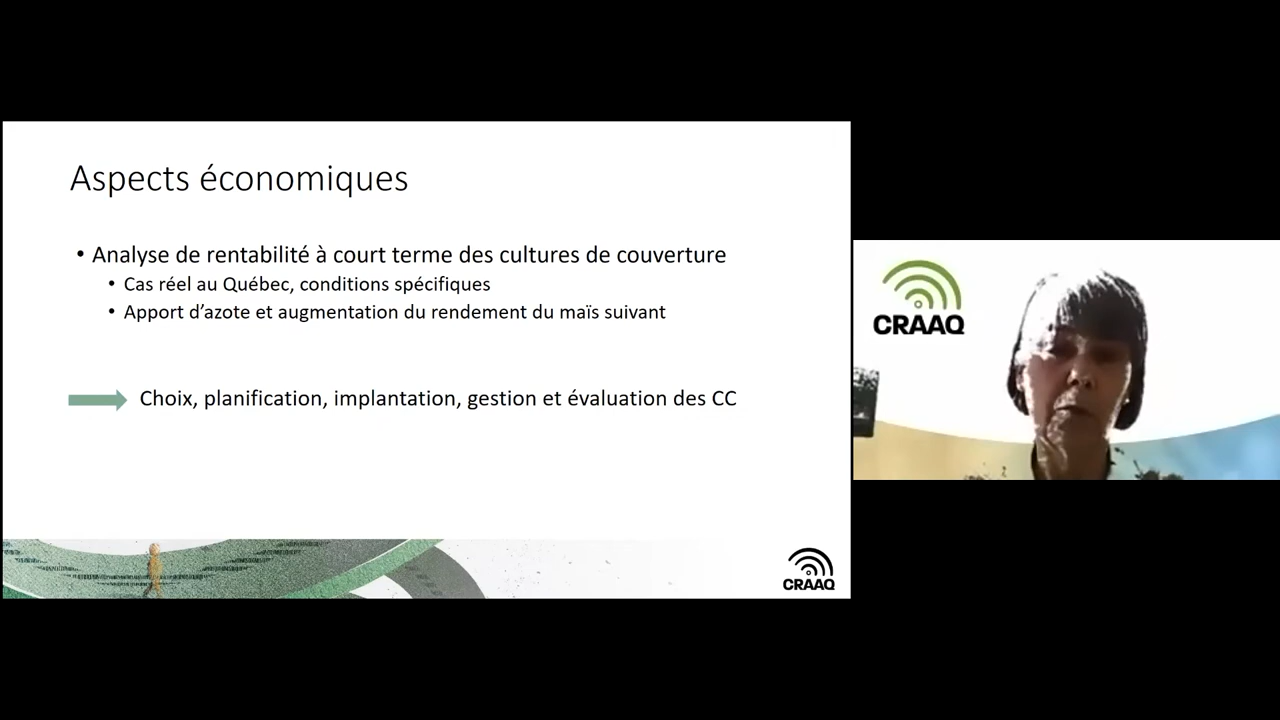 Aspects économiques
• Analyse de rentabilité à court terme des cultures de couverture
• Cas réel au Québec, conditions spécifiques
• Apport d’azote et augmentation du rendement du maïs suivant
Choix, planification, implantation, gestion et évaluation des CC
CRAAQ
CRAAQ